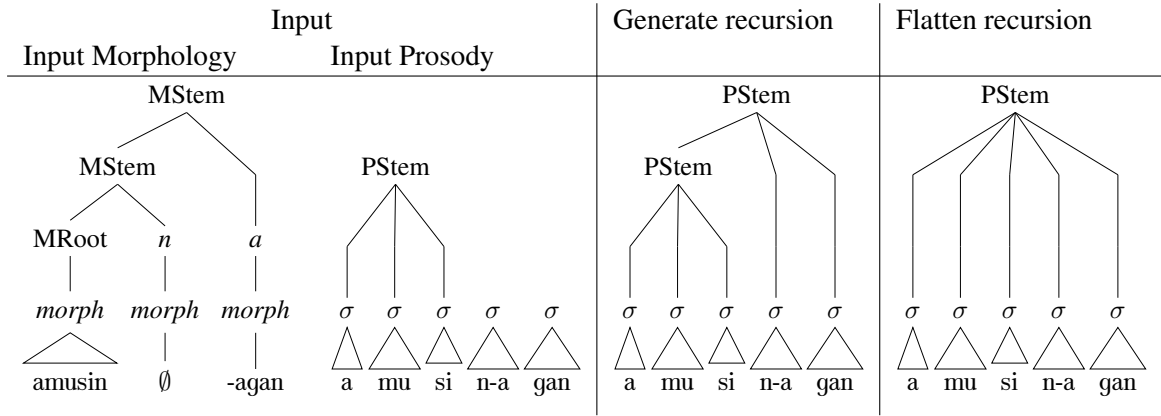 Input Generate recursion Flatten recursion
Input Morphology Input Prosody
MStem PStem PStem
MStem PStem PStem
MRoot n a
morph morph morph σ σ σ σ σ σ σ σ σ σ σ σ σ σ σ
amusin ∅ -agan a mu si n-a gan a mu si n-a gan a mu si n-a gan